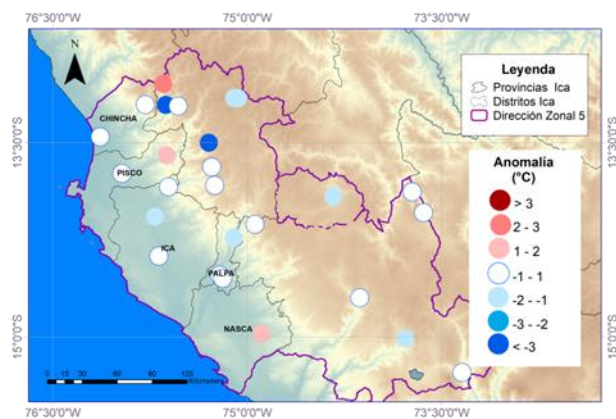 76°30'0"W 75°0'0"W 73°30'0"W
N
Leyenda
Provincias Ica
Distritos Ica
Dirección Zonal 5
CHINCHA
13°30'0"S
13°30'0"S
PISCO
Anomalía
(°C)
> 3
2 - 3
1 - 2
-1 - 1
-2 - -1
-3 - -2
< -3
ICA
PALPA
NASCA
15°0'0"S
15°0'0"S
0 15 30 60 90 120
Kilometers
76°30'0"W 75°0'0"W 73°30'0"W